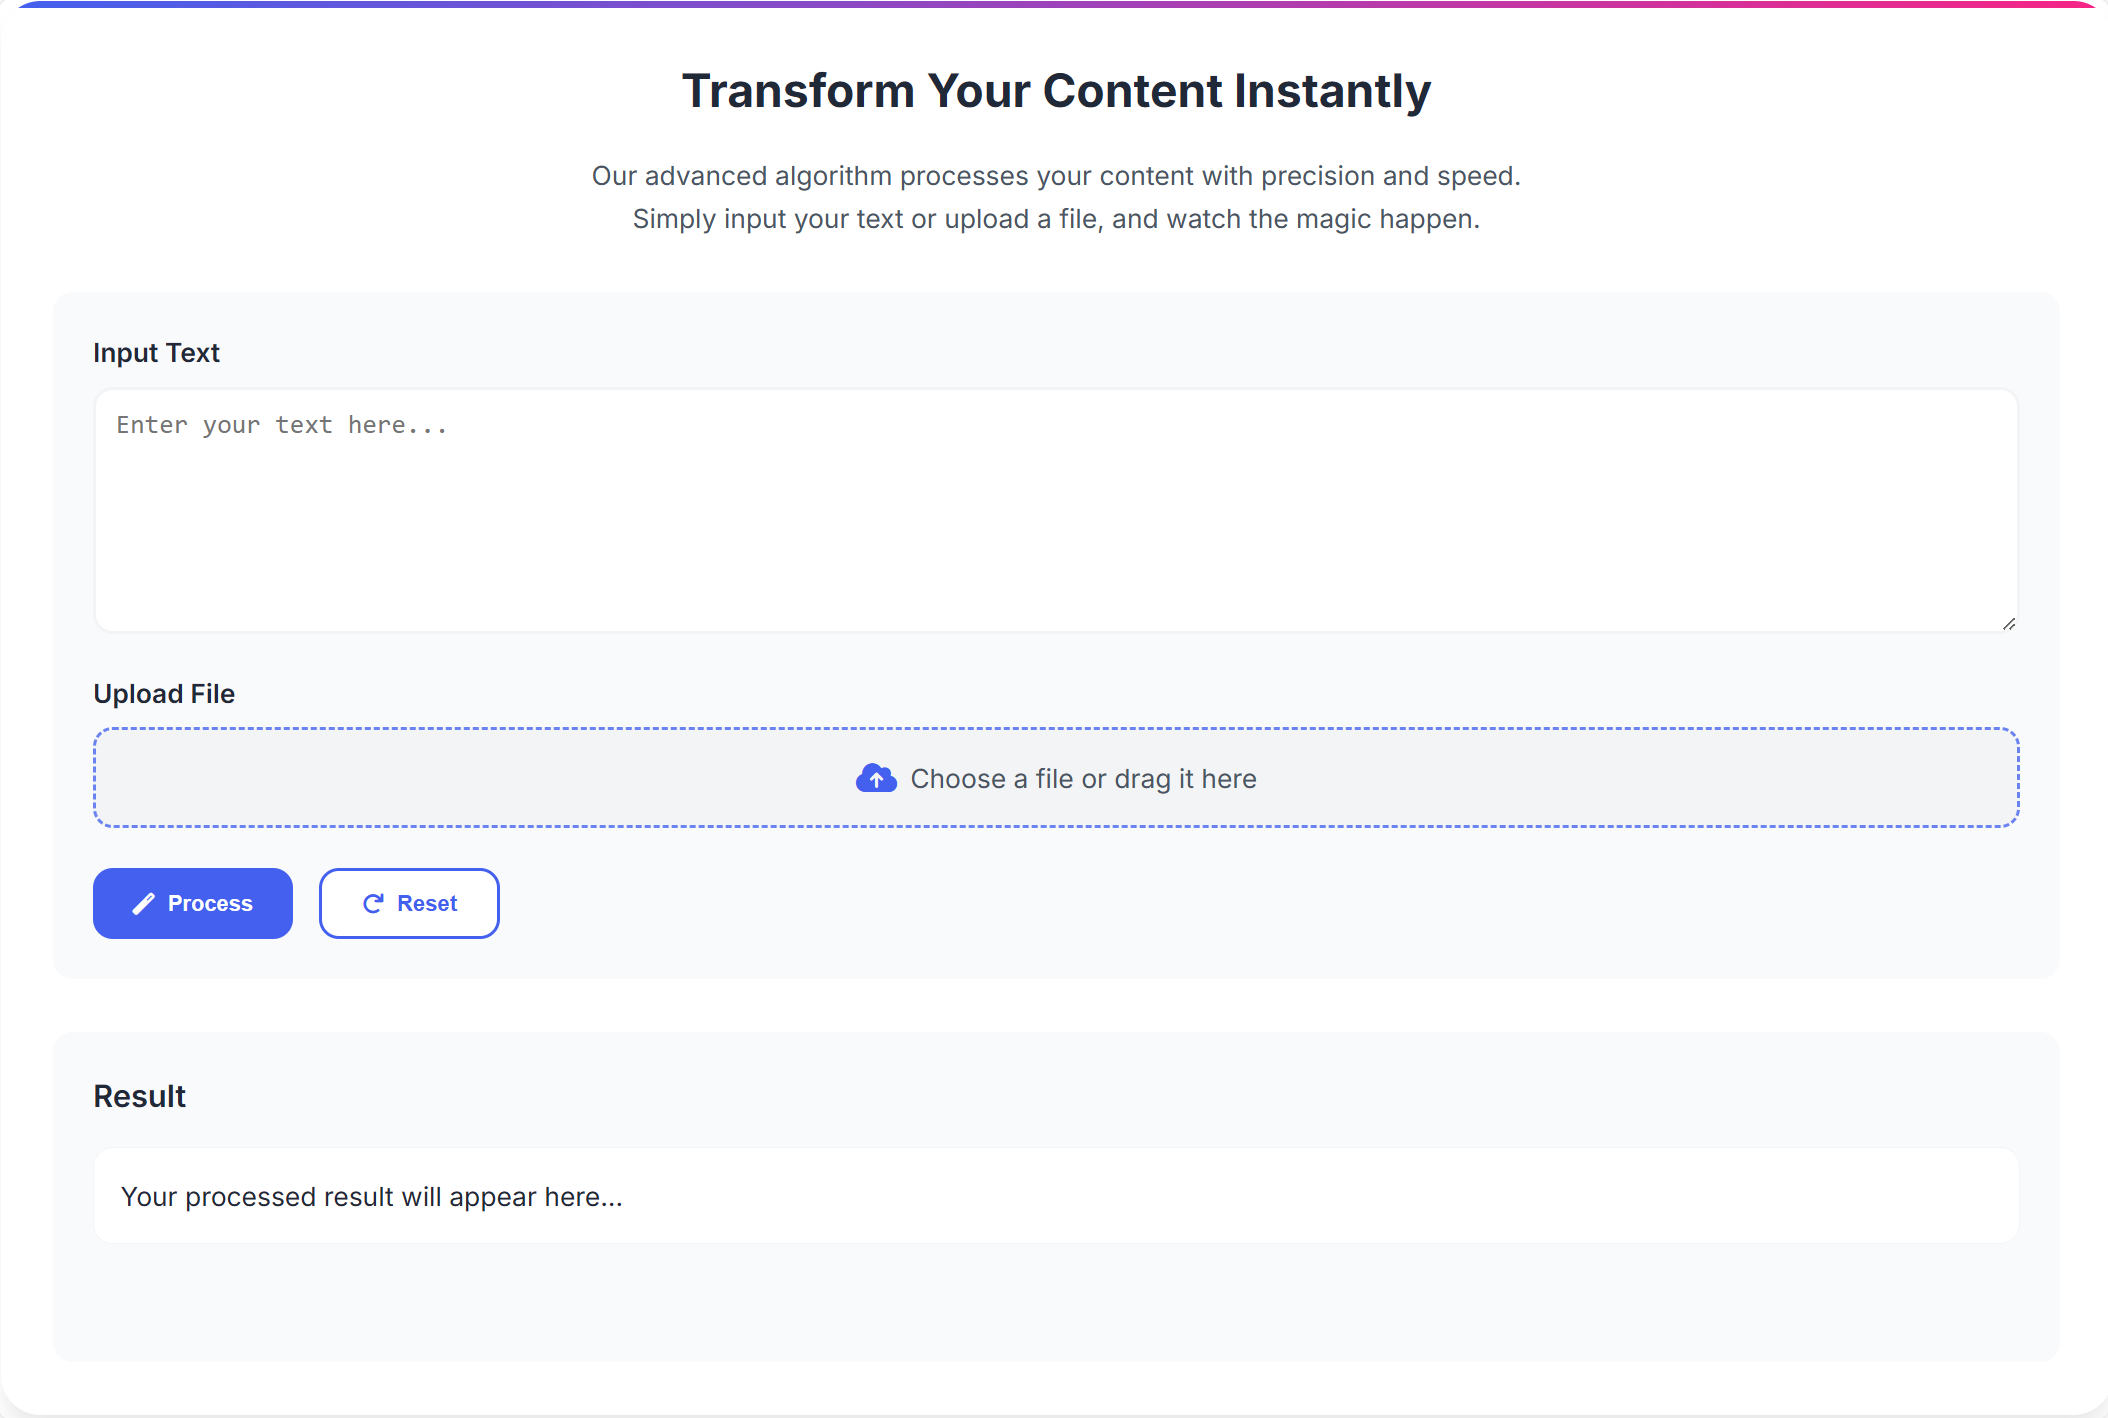 Transform Your Content Instantly
Our advanced algorithm processes your content with precision and speed.
Simply input your text or upload a file, and watch the magic happen.
Input Text
Enter your text here...
Upload File
Choose a file or drag it here
Process
Reset
Result
Your processed result will appear here...